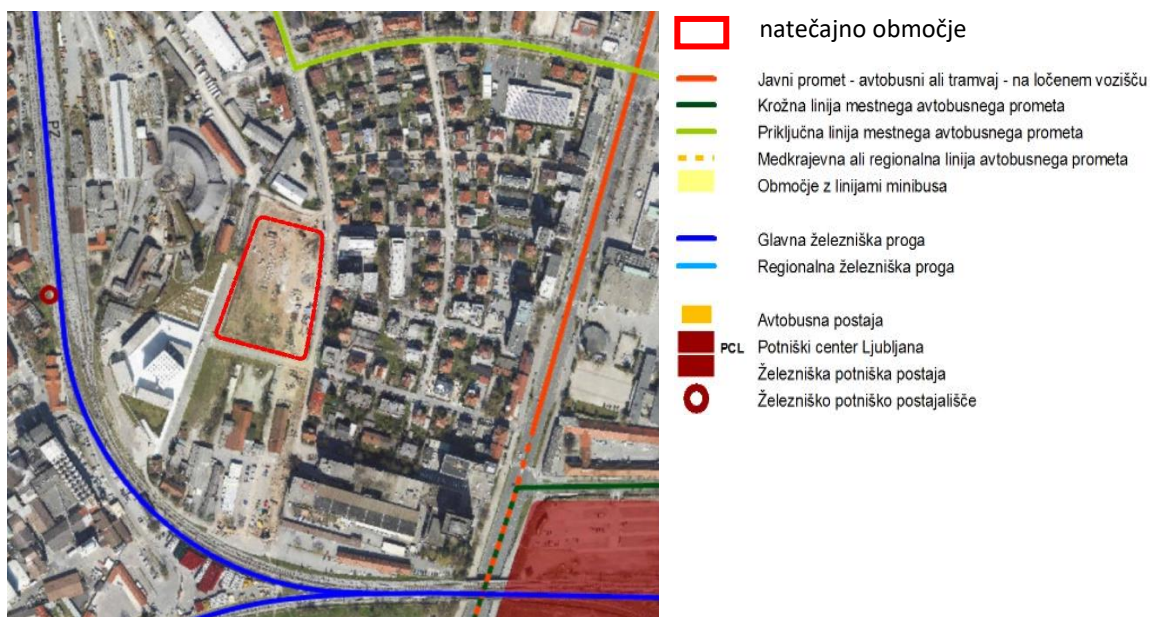 P7
natečajno območje
Javni promet - avtobusni ali tramvaj - na ločenem vozišču
Krožna linija mestnega avtobusnega prometa
Priključna linija mestnega avtobusnega prometa
Medkrajevna ali regionalna linija avtobusnega prometa
Območje z linijami minibusa
Glavna železniška proga
Regionalna železniška proga
Avtobusna postaja
PCL Potniški center Ljubljana
Železniška potniška postaja
Železniško potniško postajališče